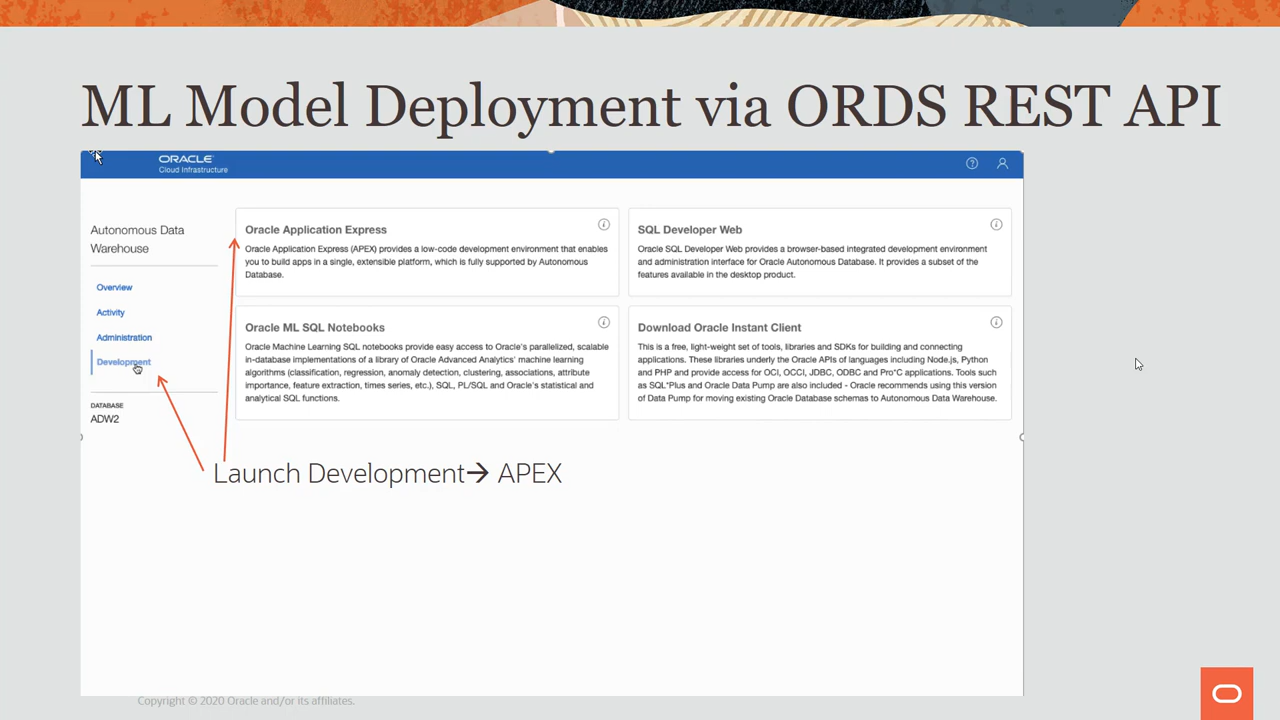 ML Model Deployment via ORDS REST API
ORACLE
Cloud Infrastructure
Autonomous Data
Warehouse
Overview
Activity
Administration
Development
DATABASE
ADW2
Oracle Application Express
Oracle Application Express (APEX) provides a low-code development environment that enables
you to build apps in a single, extensible platform, which is fully supported by Autonomous
Database.
SQL Developer Web
Oracle SQL Developer Web provides a browser-based integrated development environment
and administration interface for Oracle Autonomous Database. It provides a subset of the
features available in the desktop product.
Oracle ML SQL Notebooks
Oracle Machine Learning SQL notebooks provide easy access to Oracle's parallelized, scalable
in-database implementations of a library of Oracle Advanced Analytics' machine learning
algorithms (classification, regression, anomaly detection, clustering, associations, attribute
importance, feature extraction, times series, etc.), SQL, PL/SQL and Oracle's statistical and
analytical SQL functions.
Download Oracle Instant Client
This is a free, light-weight set of tools, libraries and SDKs for building and connecting
applications. These libraries underly the Oracle APIs of languages including Node.js, Python
and PHP and provide access for OCI, OCCI, JDBC, ODBC and Pro*C applications. Tools such
as SQL*Plus and Oracle Data Pump are also included - Oracle recommends using this version
of Data Pump for moving existing Oracle Database schemas to Autonomous Data Warehouse.
Launch Development→ APEX
Copyright © 2020 Oracle and/or its affiliates.